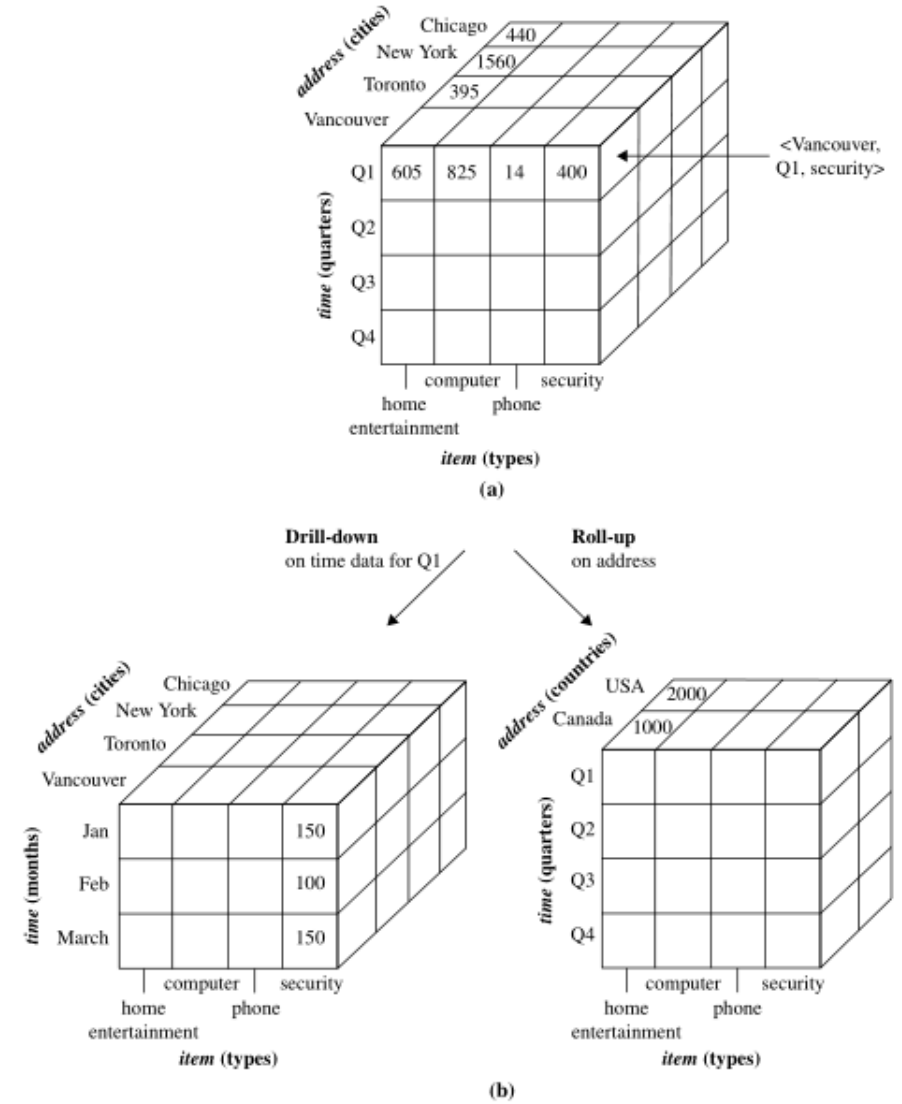 address (cities)
Chicago
440
New York
1560
Toronto
395
Vancouver
<Vancouver,
Q1, security>
time (quarters)
Q1 605 825 14 400
Q2
Q3
Q4
computer security
home phone
entertainment
item (types)
(a)
Drill-down
on time data for Q1
Roll-up
on address
address (cities)
Chicago
New York
Toronto
Vancouver
time (months)
Jan 150
Feb 100
March 150
computer security
home phone
entertainment
item (types)
address (countries)
USA
2000
Canada
1000
time (quarters)
Q1
Q2
Q3
Q4
computer security
home phone
entertainment
item (types)
(b)